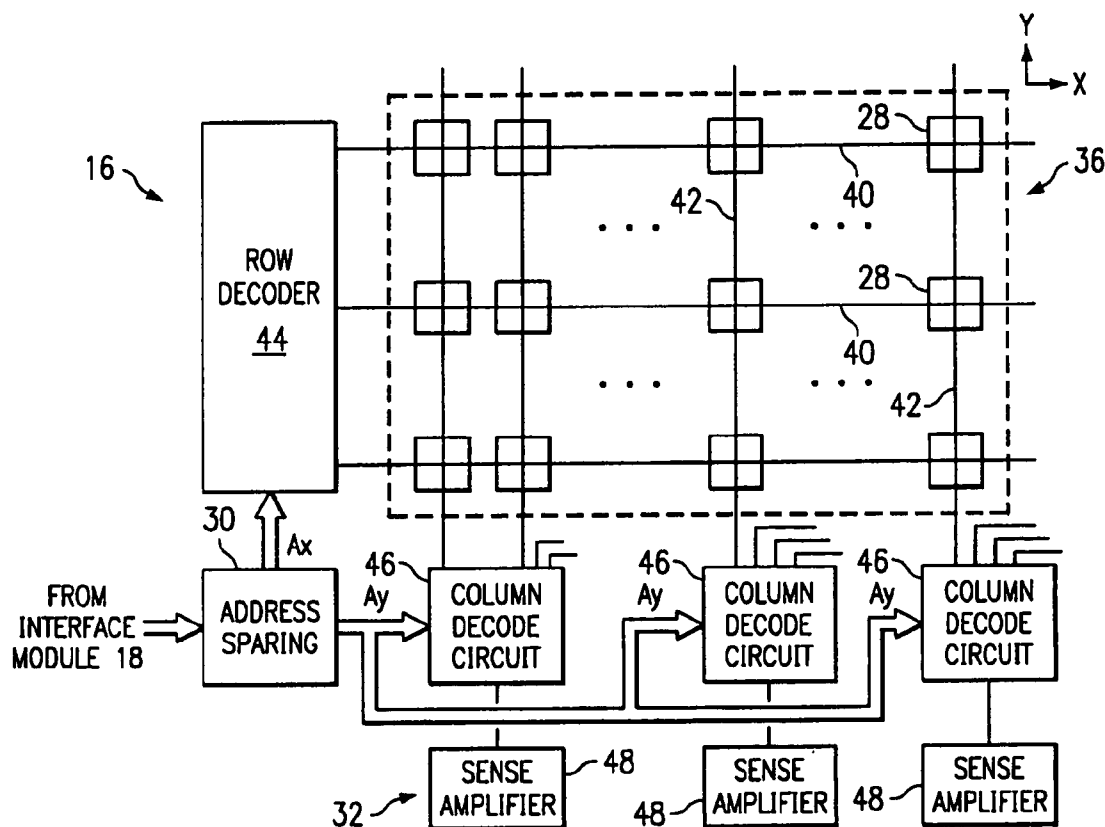 Y
X
28
16
40
36
42
ROW
DECODER
44
28
40
42
30
Ax
46
46
46
FROM
INTERFACE
MODULE 18
ADDRESS
SPARING
Ay
COLUMN
DECODE
CIRCUIT
Ay
COLUMN
DECODE
CIRCUIT
Ay
COLUMN
DECODE
CIRCUIT
32
SENSE
AMPLIFIER
48
48
SENSE
AMPLIFIER
48
SENSE
AMPLIFIER